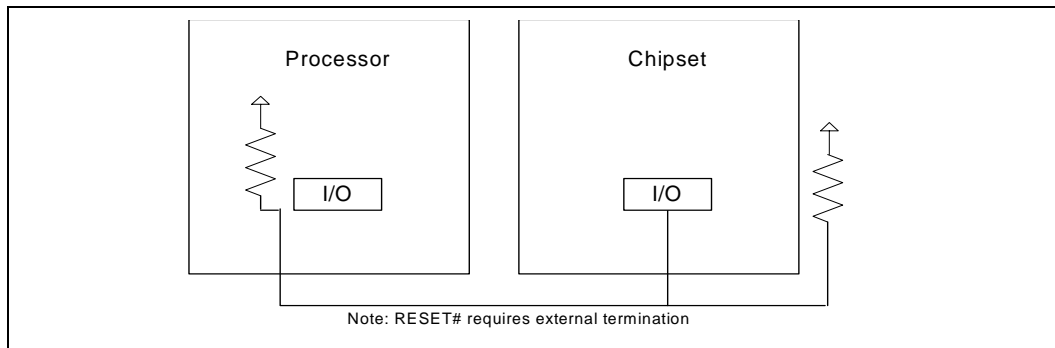 Processor
Chipset
I/O
I/O
Note: RESET# requires external termination